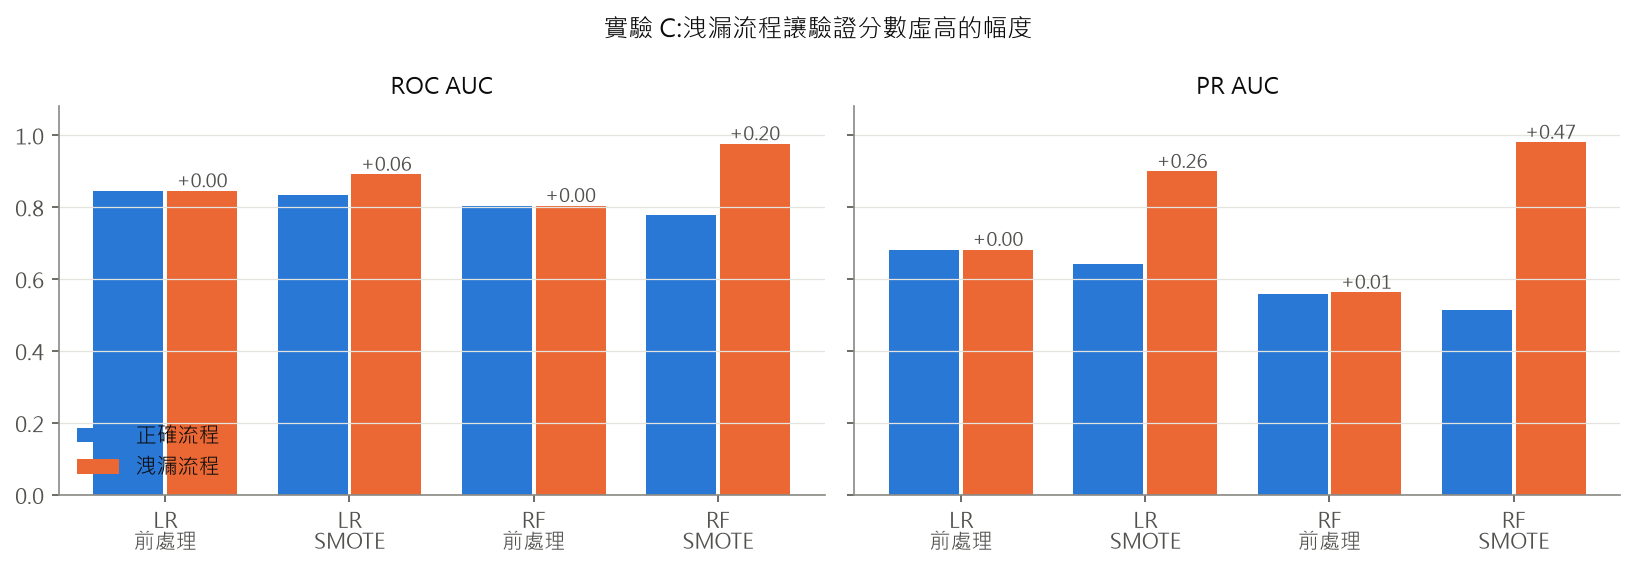 實驗 C:洩漏流程讓驗證分數虛高的幅度
ROC AUC
1.0
0.8
0.6
0.4
0.2
0.0
+0.00
+0.06
+0.00
+0.20
正確流程
洩漏流程
LR
前處理
LR
SMOTE
RF
前處理
RF
SMOTE
PR AUC
+0.00
+0.26
+0.01
+0.47
LR
前處理
LR
SMOTE
RF
前處理
RF
SMOTE